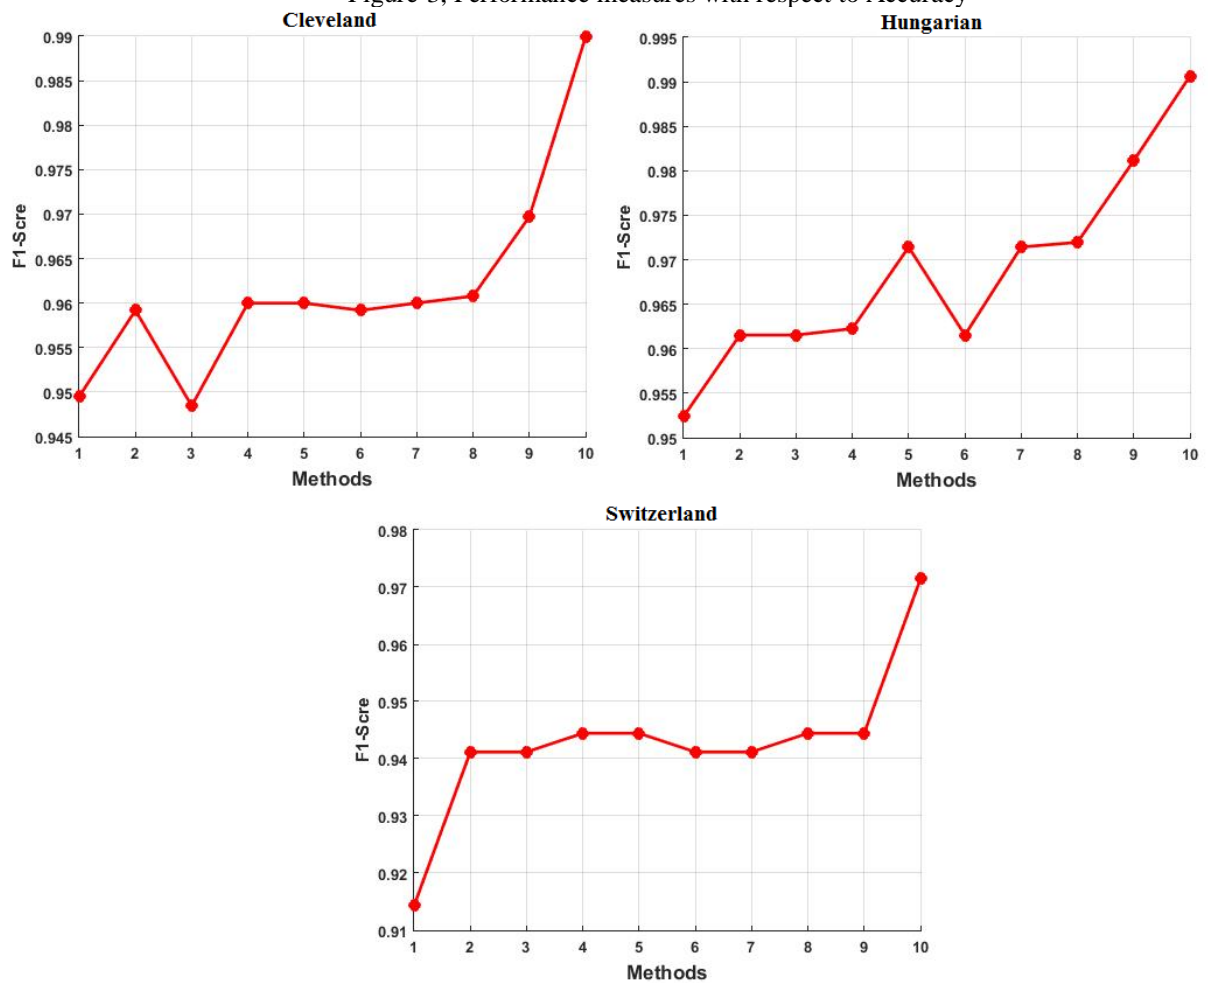 Figure 3, Performance measures with respect to Accuracy
Cleveland
0.99
0.985
0.98
0.975
0.97
0.965
0.96
0.955
0.95
0.945
F1-Scre
1 2 3 4 5 6 7 8 9 10
Methods
Hungarian
0.995
0.99
0.985
0.98
0.975
0.97
0.965
0.96
0.955
0.95
F1-Scre
1 2 3 4 5 6 7 8 9 10
Methods
Switzerland
0.98
0.97
0.96
0.95
0.94
0.93
0.92
0.91
F1-Scre
1 2 3 4 5 6 7 8 9 10
Methods